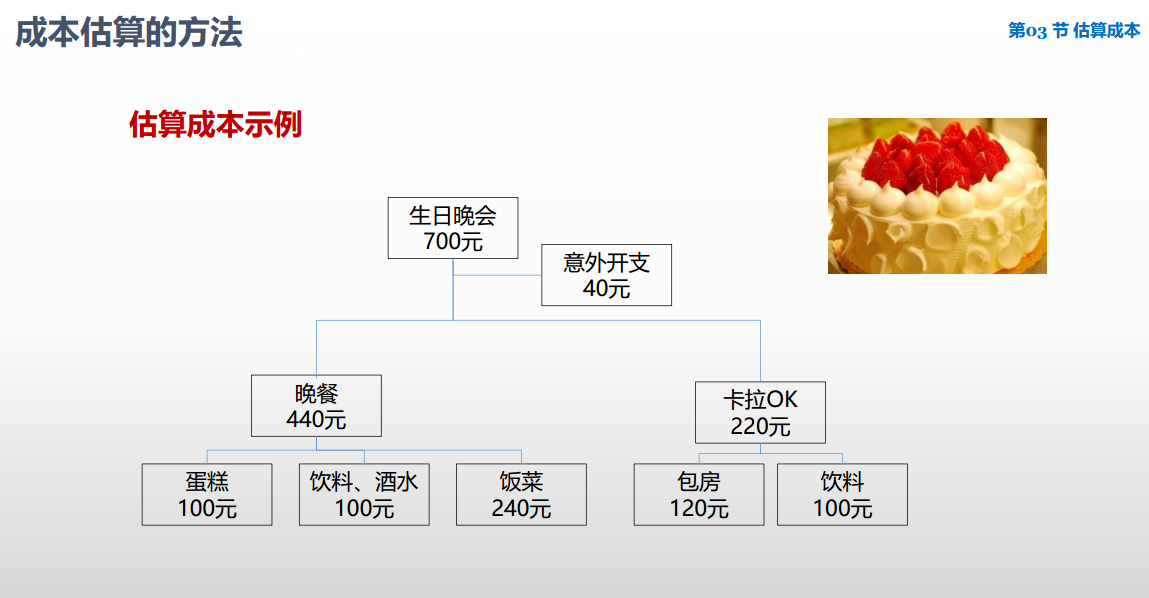 成本估算的方法
第03 节 估算成本
估算成本示例
生日晚会
700元
意外开支
40元
晚餐
440元
卡拉OK
220元
蛋糕
100元
饮料、酒水
100元
饭菜
240元
包房
120元
饮料
100元